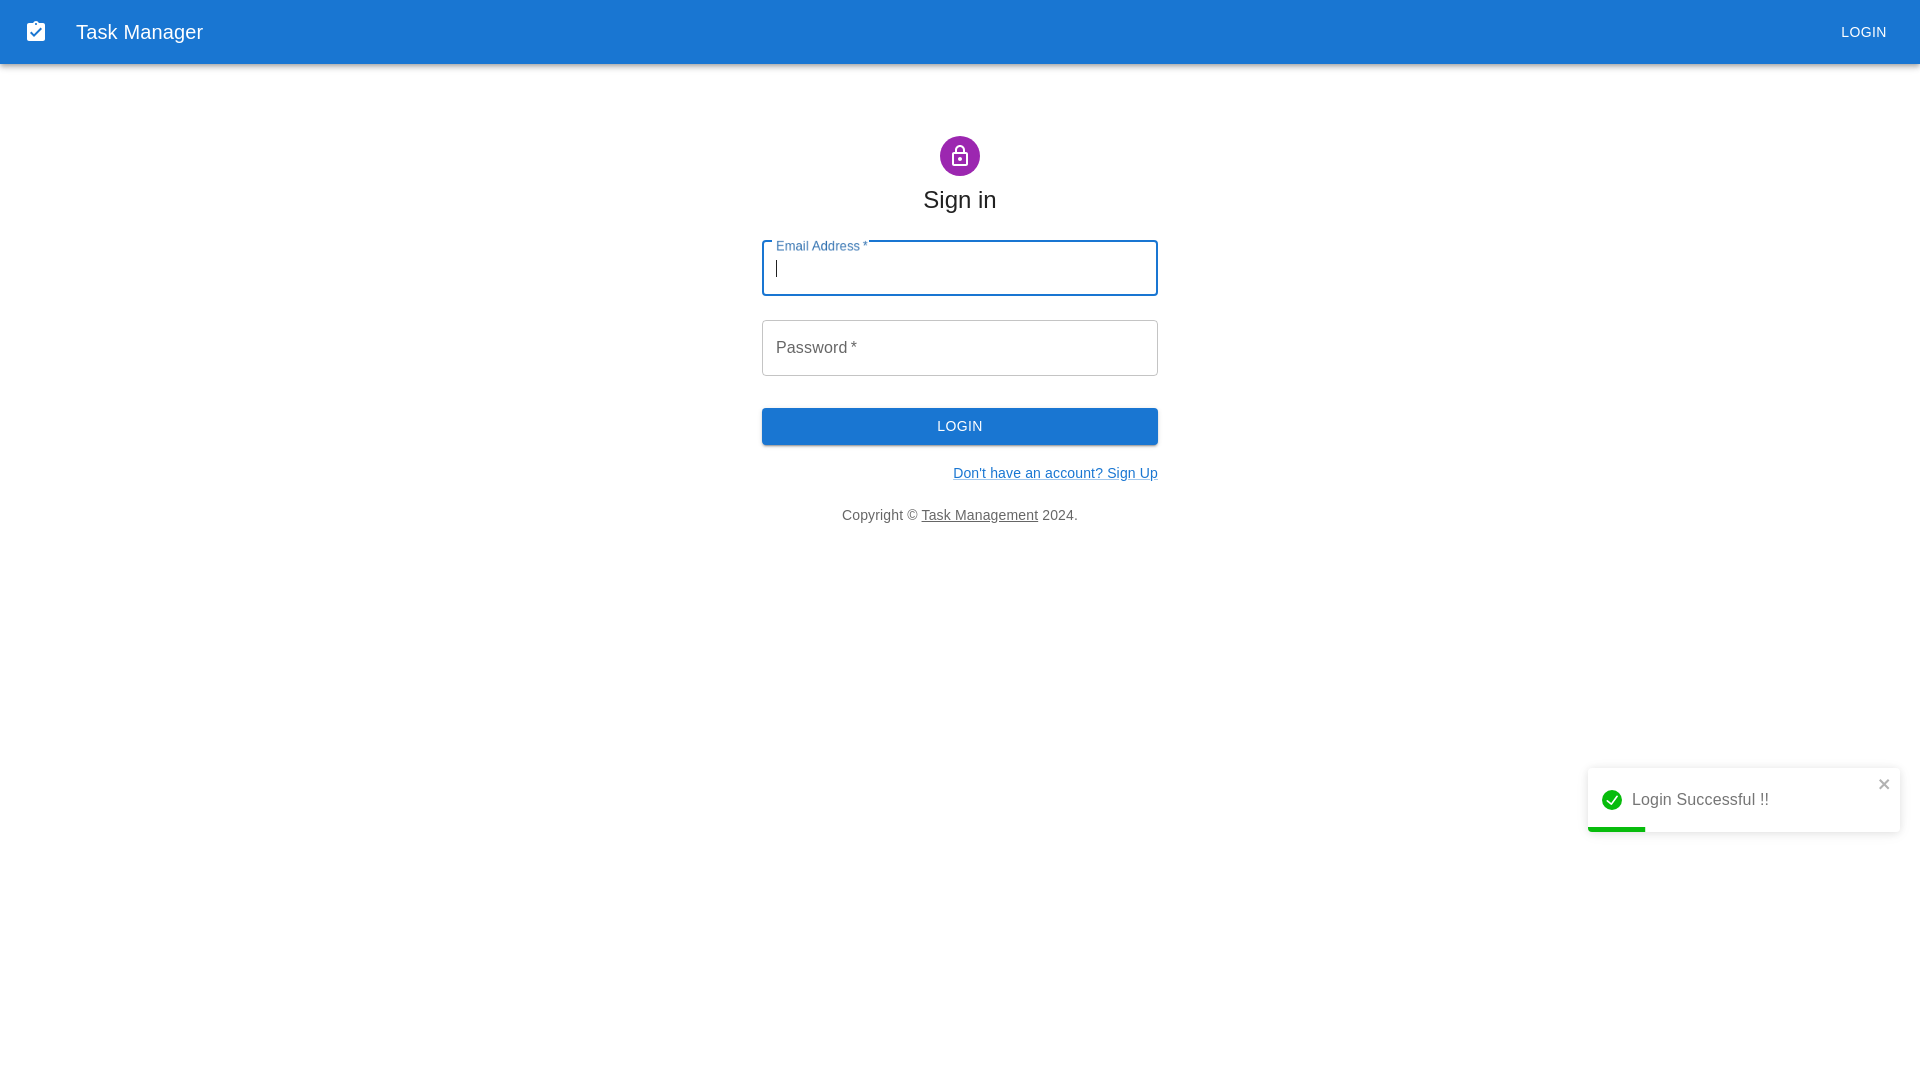 Task Manager
LOGIN
Sign in
Email Address *
Password *
LOGIN
Don't have an account? Sign Up
Copyright © Task Management 2024.
Login Successful !!